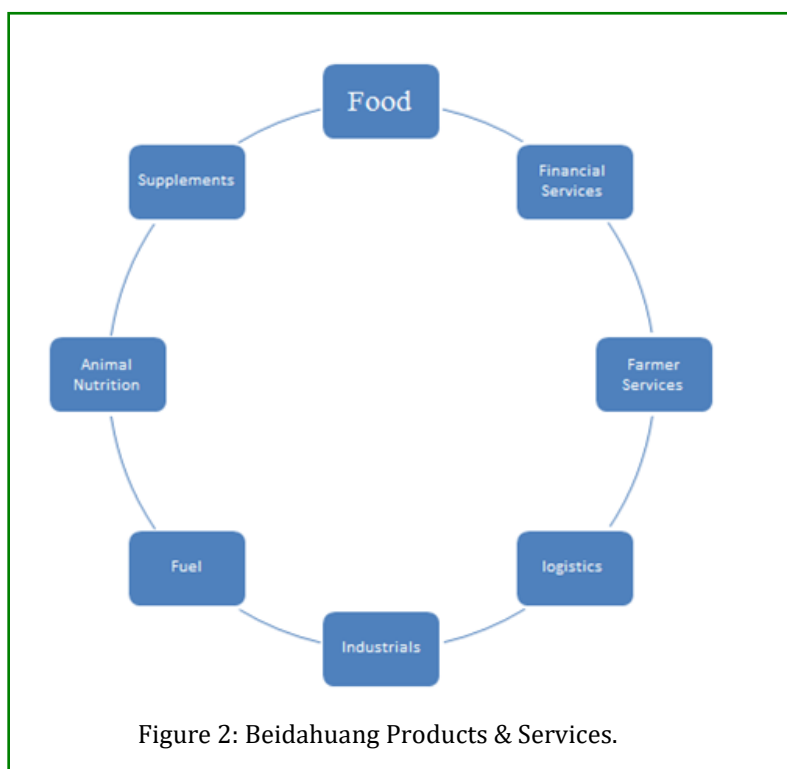 Food
Financial
Services
Farmer
Services
logistics
Industrials
Fuel
Animal
Nutrition
Supplements
Figure 2: Beidahuang Products & Services.